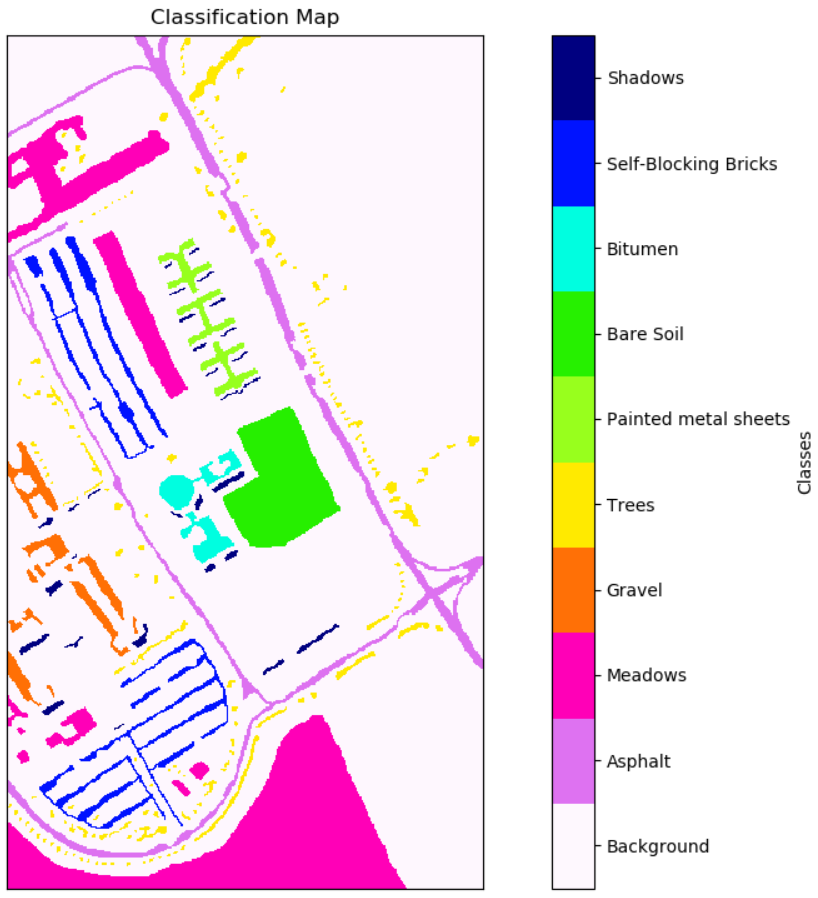 Classification Map
Shadows
Self-Blocking Bricks
Bitumen
Bare Soil
Painted metal sheets
Classes
Trees
Gravel
Meadows
Asphalt
Background